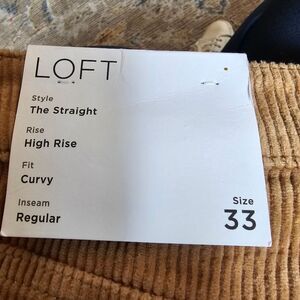 LOFT
Style
The Straight
Rise
High Rise
Fit
Curvy
Inseam
Regular
Size
33